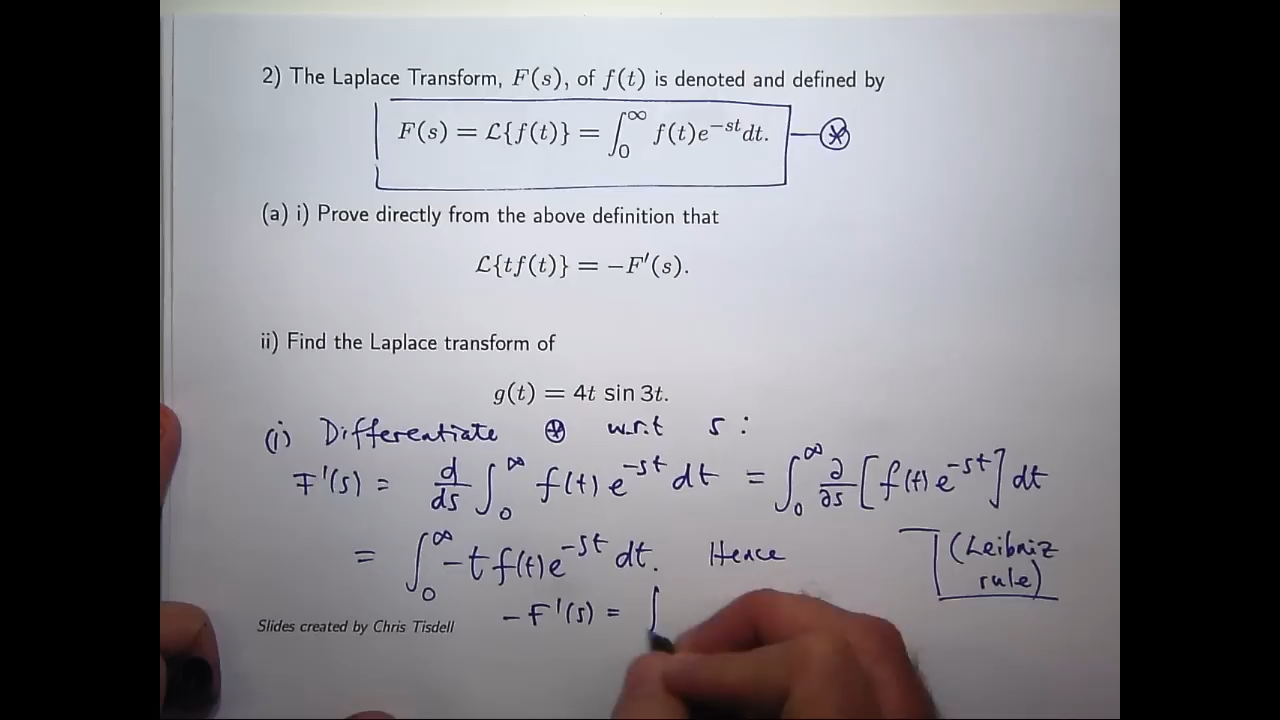 2) The Laplace Transform, F(s), of f(t) is denoted and defined by
F(s) = ℒ{f(t)} = ∫₀^∞ f(t)e^{-st}dt. — ⊛
(a) i) Prove directly from the above definition that
ℒ{tf(t)} = −F′(s).
ii) Find the Laplace transform of
g(t) = 4t sin 3t.
(i) Differentiate ⊛ w.r.t s :
F'(s) = d/ds ∫₀^∞ f(t) e^{-st} dt = ∫₀^∞ ∂/∂s [f(t) e^{-st}] dt
= ∫₀^∞ -t f(t) e^{-st} dt. Hence
(Leibniz
rule)
-F'(s) = ∫
Slides created by Chris Tisdell